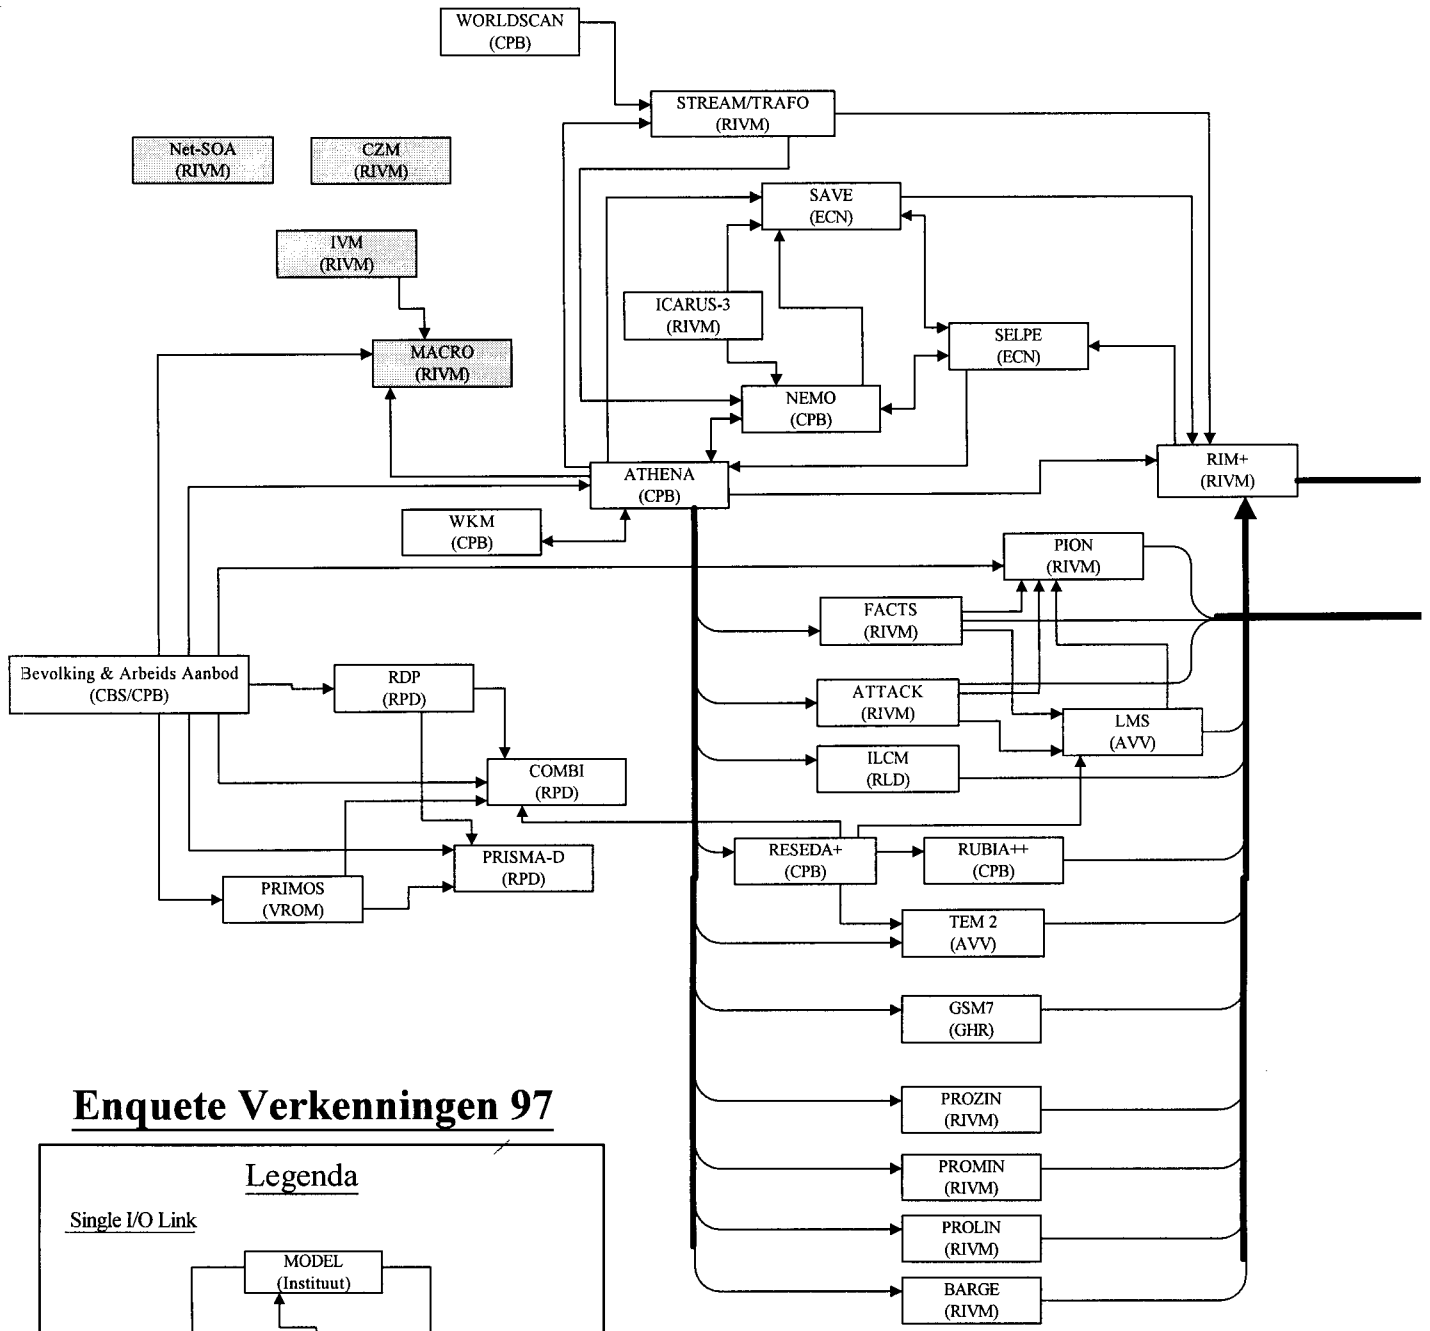 WORLDSCAN
(CPB)
STREAM/TRAFO
(RIVM)
Net-SOA
(RIVM)
CZM
(RIVM)
SAVE
(ECN)
IVM
(RIVM)
ICARUS-3
(RIVM)
SELPE
(ECN)
MACRO
(RIVM)
NEMO
(CPB)
RIM+
(RIVM)
ATHENA
(CPB)
WKM
(CPB)
PION
(RIVM)
FACTS
(RIVM)
Bevolking & Arbeids Aanbod
(CBS/CPB)
RDP
(RPD)
ATTACK
(RIVM)
LMS
(AVV)
ILCM
(RLD)
COMBI
(RPD)
RESEDA+
(CPB)
RUBIA++
(CPB)
PRISMA-D
(RPD)
PRIMOS
(VROM)
TEM 2
(AVV)
GSM7
(GHR)
PROZIN
(RIVM)
PROMIN
(RIVM)
PROLIN
(RIVM)
BARGE
(RIVM)
Enquete Verkenningen 97
Legenda
Single I/O Link
MODEL
(Instituut)